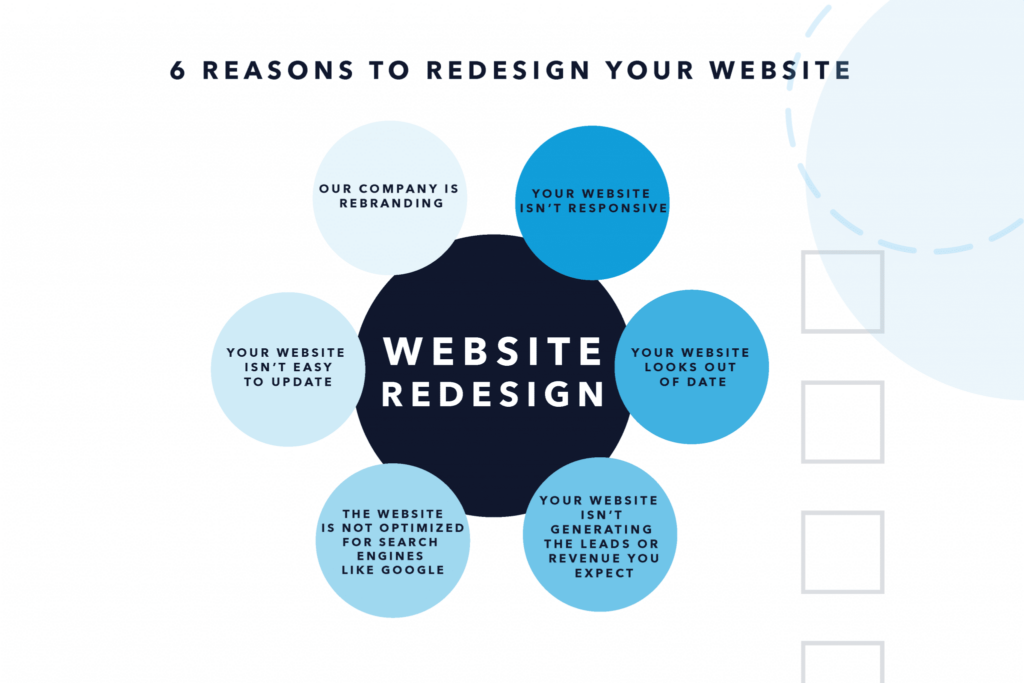 6 REASONS TO REDESIGN YOUR WEBSITE
OUR COMPANY IS
REBRANDING
YOUR WEBSITE
ISN'T RESPONSIVE
WEBSITE
REDESIGN
YOUR WEBSITE
ISN'T EASY
TO UPDATE
YOUR WEBSITE
LOOKS OUT
OF DATE
THE WEBSITE
IS NOT OPTIMIZED
FOR SEARCH
ENGINES
LIKE GOOGLE
YOUR WEBSITE
ISN'T
GENERATING
THE LEADS OR
REVENUE YOU
EXPECT